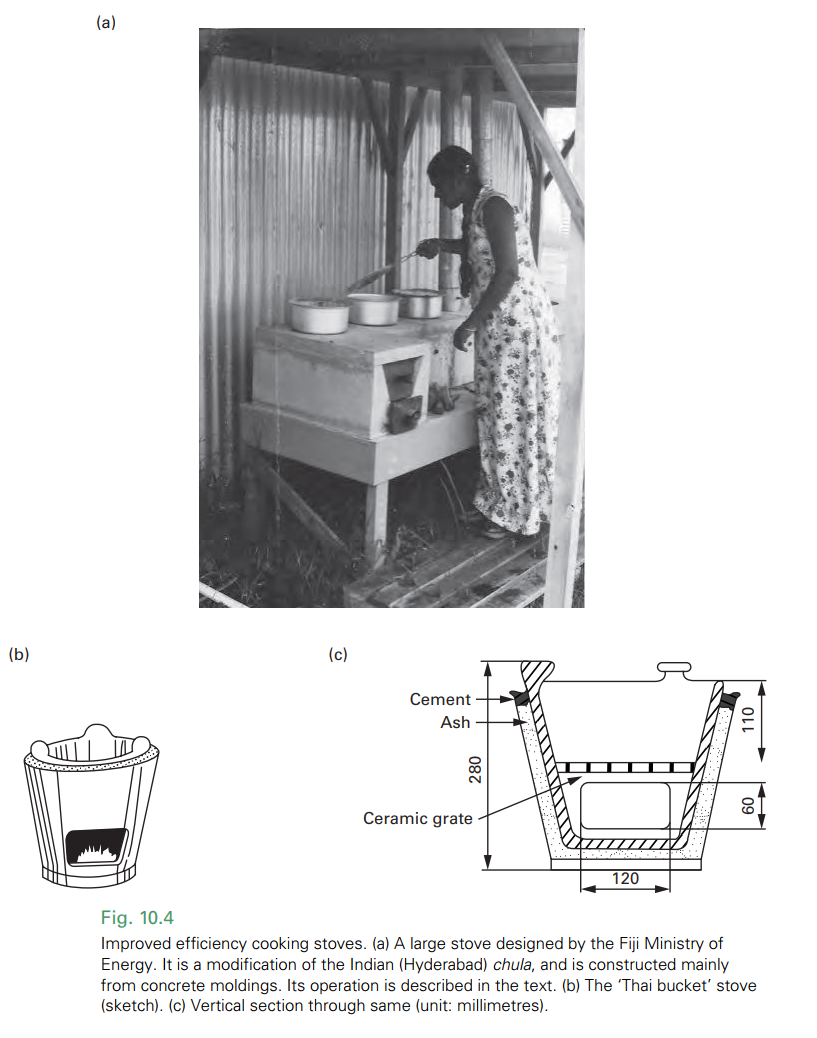 (a)
(b)
(c)
Cement
Ash
280
110
Ceramic grate
60
120
Fig. 10.4
Improved efficiency cooking stoves. (a) A large stove designed by the Fiji Ministry of
Energy. It is a modification of the Indian (Hyderabad) chula, and is constructed mainly
from concrete moldings. Its operation is described in the text. (b) The ‘Thai bucket’ stove
(sketch). (c) Vertical section through same (unit: millimetres).